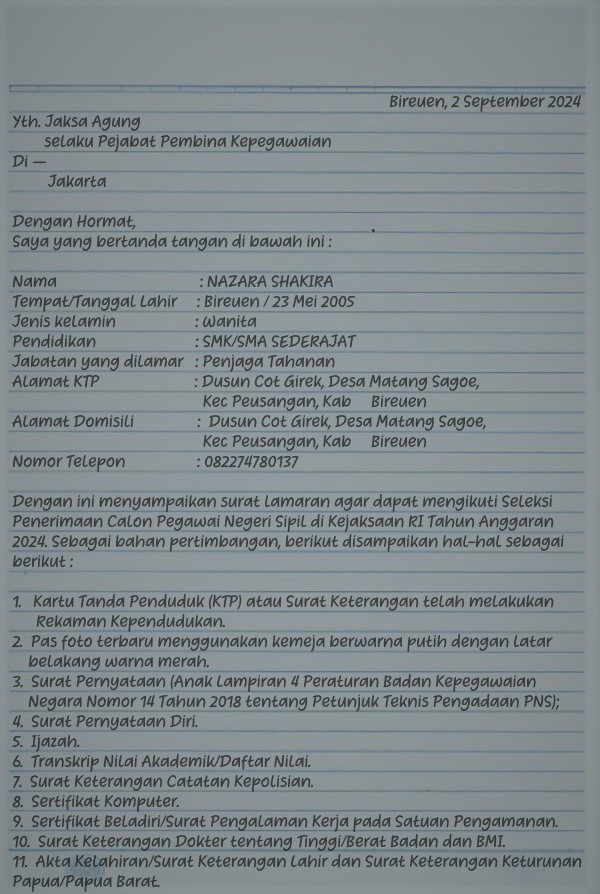 Bireuen, 2 September 2024
Yth. Jaksa Agung
selaku Pejabat Pembina Kepegawaian
Di —
Jakarta
Dengan Hormat,
Saya yang bertanda tangan di bawah ini :
Nama : NAZARA SHAKIRA
Tempat/Tanggal Lahir : Bireuen / 23 Mei 2005
Jenis kelamin : Wanita
Pendidikan : SMK/SMA SEDERAJAT
Jabatan yang dilamar : Penjaga Tahanan
Alamat KTP : Dusun Cot Girek, Desa Matang Sagoe,
Kec Peusangan, Kab Bireuen
Alamat Domisili : Dusun Cot Girek, Desa Matang Sagoe,
Kec Peusangan, Kab Bireuen
Nomor Telepon : 082274780137
Dengan ini menyampaikan surat lamaran agar dapat mengikuti Seleksi
Penerimaan Calon Pegawai Negeri Sipil di Kejaksaan RI Tahun Anggaran
2024. Sebagai bahan pertimbangan, berikut disampaikan hal-hal sebagai
berikut :
1. Kartu Tanda Penduduk (KTP) atau Surat Keterangan telah melakukan
Rekaman Kependudukan.
2. Pas foto terbaru menggunakan kemeja berwarna putih dengan latar
belakang warna merah.
3. Surat Pernyataan (Anak Lampiran 4 Peraturan Badan Kepegawaian
Negara Nomor 14 Tahun 2018 tentang Petunjuk Teknis Pengadaan PNS);
4. Surat Pernyataan Diri.
5. Ijazah.
6. Transkrip Nilai Akademik/Daftar Nilai.
7. Surat Keterangan Catatan Kepolisian.
8. Sertifikat Komputer.
9. Sertifikat Beladiri/Surat Pengalaman Kerja pada Satuan Pengamanan.
10. Surat Keterangan Dokter tentang Tinggi/Berat Badan dan BMI.
11. Akta Kelahiran/Surat Keterangan Lahir dan Surat Keterangan Keturunan
Papua/Papua Barat.